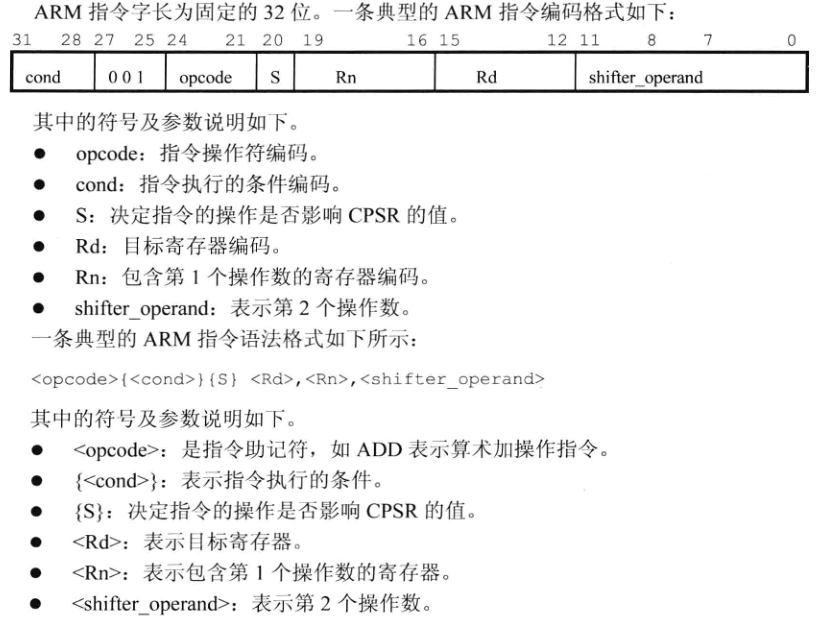 ARM 指令字长为固定的 32 位。一条典型的 ARM 指令编码格式如下：
31 28 27 25 24 21 20 19 16 15 12 11 8 7 0
cond 0 0 1 opcode S Rn Rd shifter_operand
其中的符号及参数说明如下。
● opcode：指令操作符编码。
● cond：指令执行的条件编码。
● S：决定指令的操作是否影响 CPSR 的值。
● Rd：目标寄存器编码。
● Rn：包含第 1 个操作数的寄存器编码。
● shifter_operand：表示第 2 个操作数。
一条典型的 ARM 指令语法格式如下所示：
<opcode>{<cond>}{S} <Rd>,<Rn>,<shifter_operand>
其中的符号及参数说明如下。
● <opcode>：是指令助记符，如 ADD 表示算术加操作指令。
● {<cond>}：表示指令执行的条件。
● {S}：决定指令的操作是否影响 CPSR 的值。
● <Rd>：表示目标寄存器。
● <Rn>：表示包含第 1 个操作数的寄存器。
● <shifter_operand>：表示第 2 个操作数。